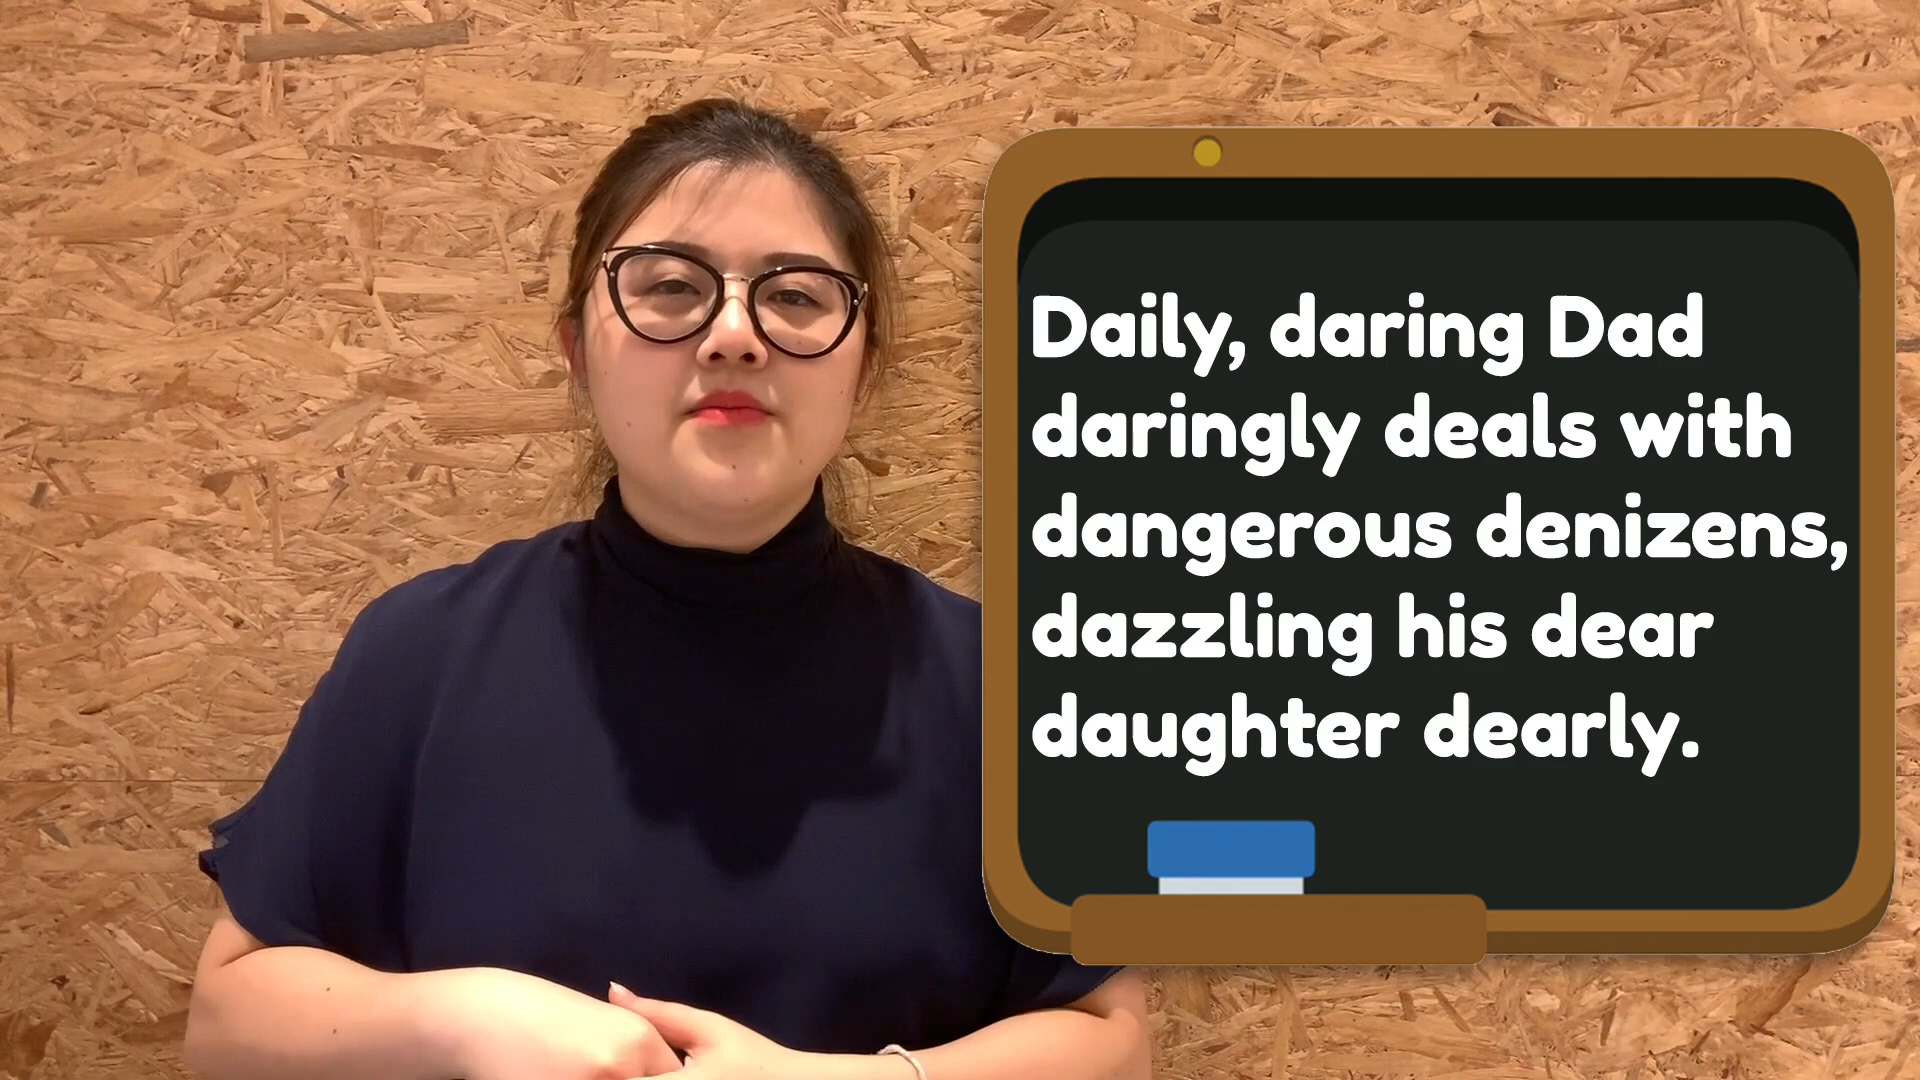 Daily, daring Dad
daringly deals with
dangerous denizens,
dazzling his dear
daughter dearly.